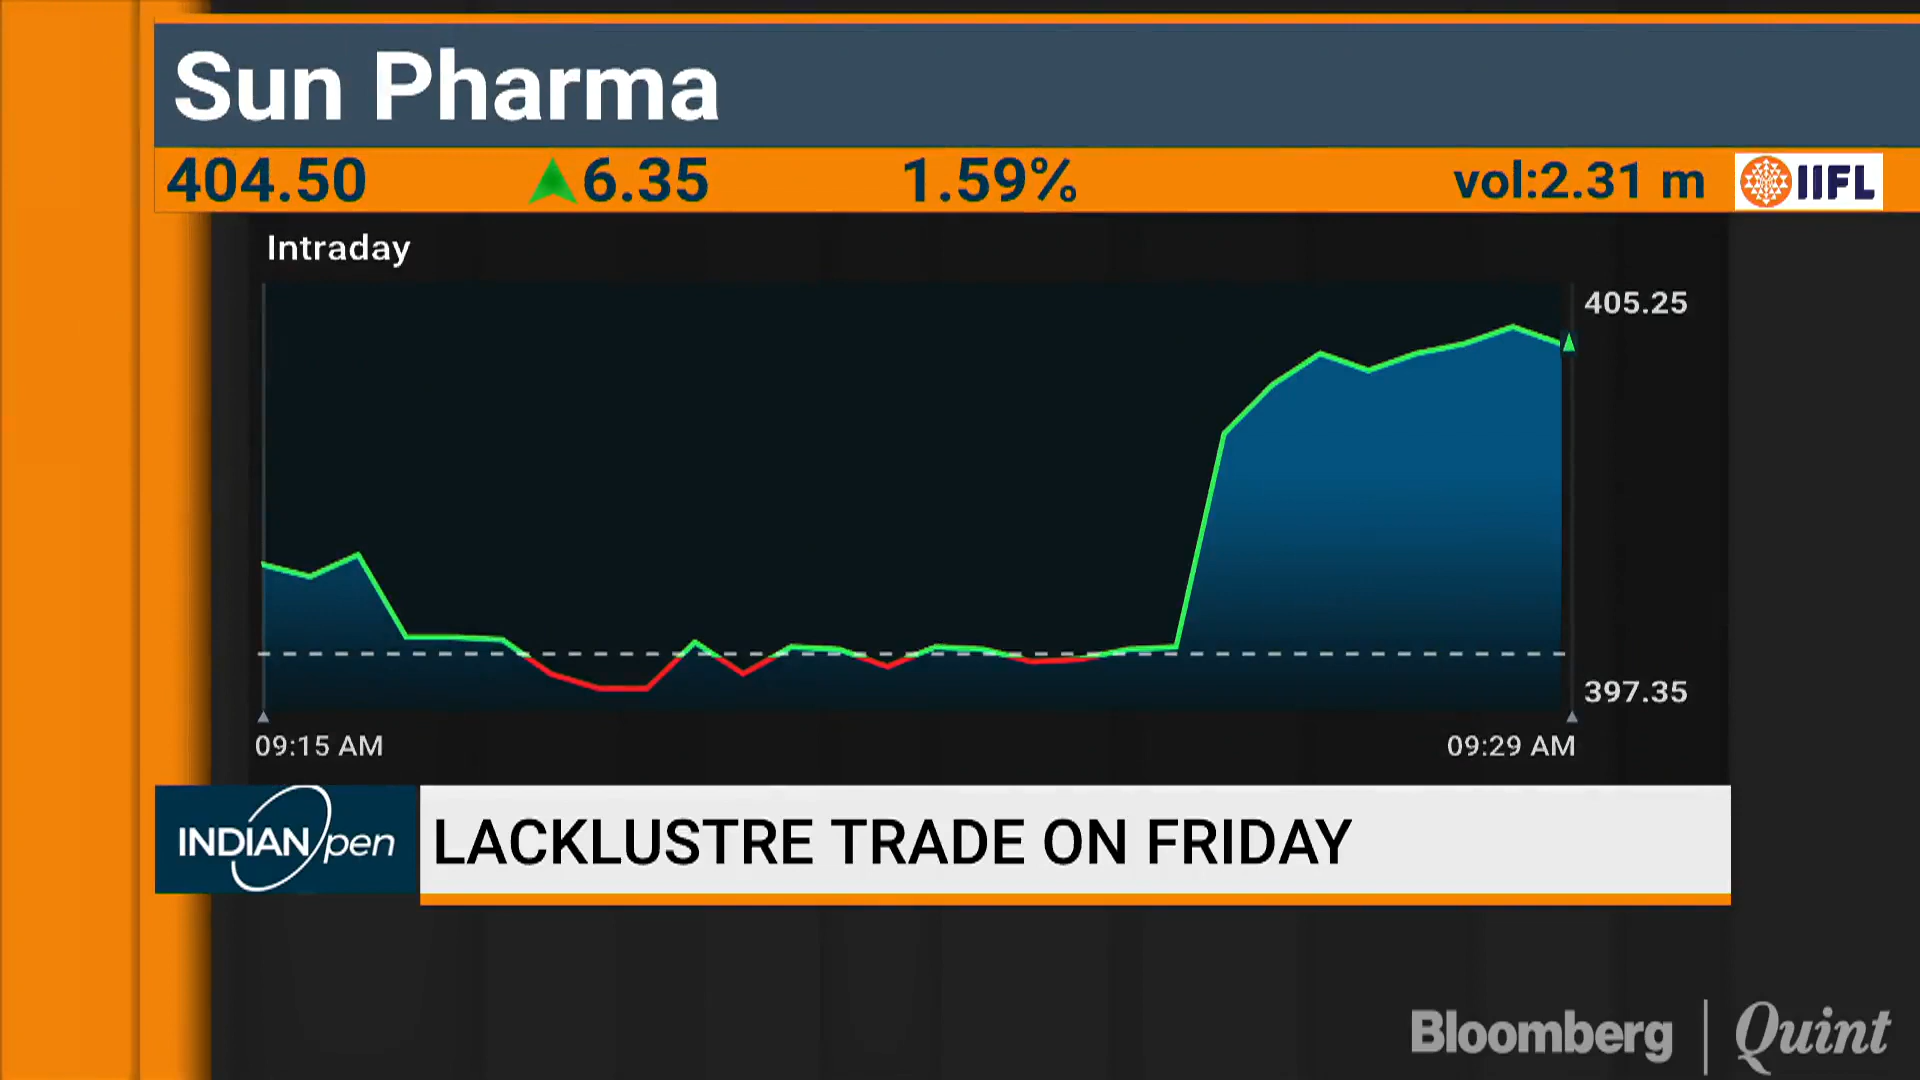 Sun Pharma
404.50 6.35 1.59% vol:2.31 m IIFL
Intraday
405.25
397.35
09:15 AM 09:29 AM
INDIAN Open LACKLUSTRE TRADE ON FRIDAY
Bloomberg | Quint